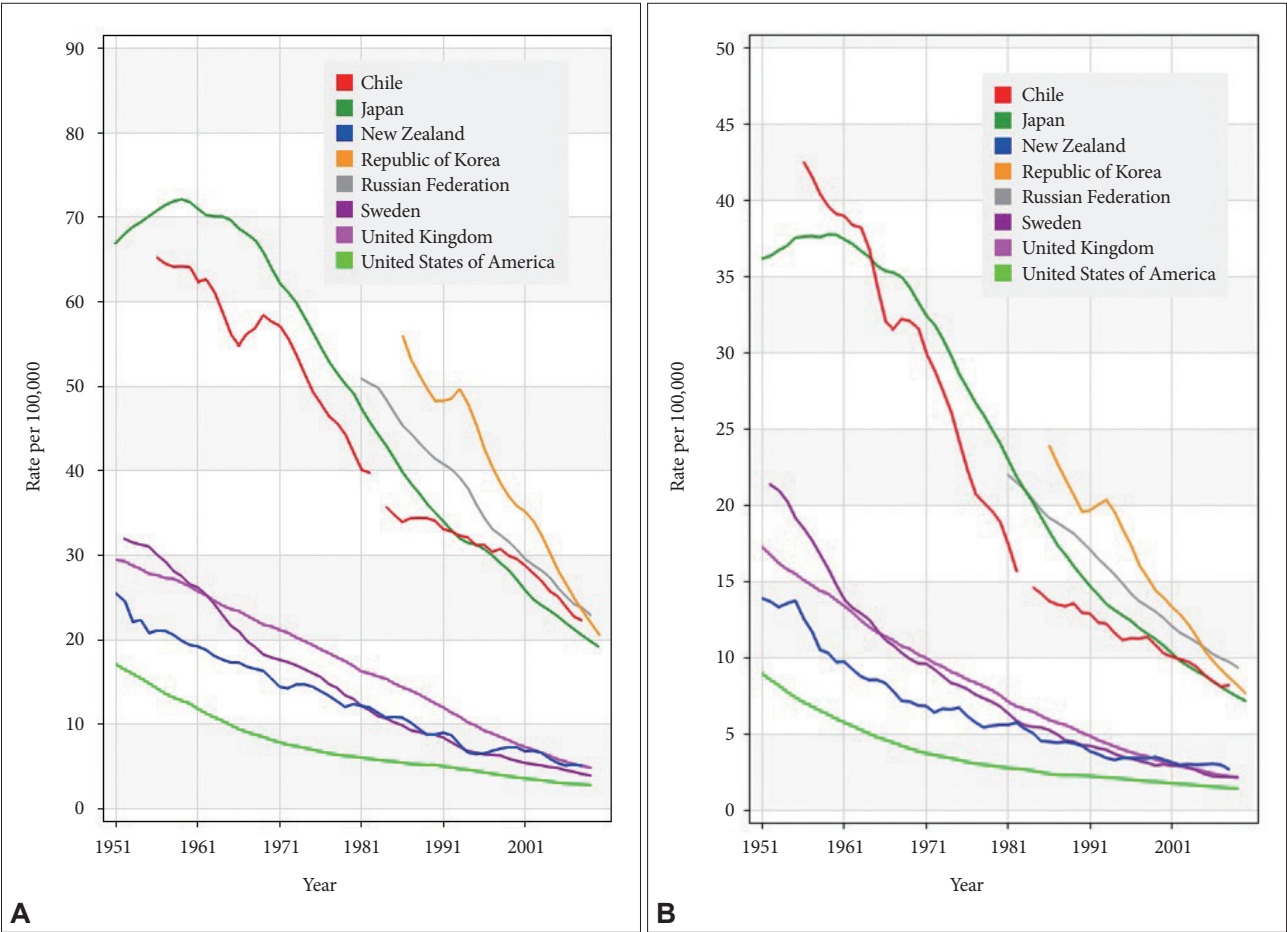 90
80
70
60
50
40
30
20
10
0
Rate per 100,000
Chile
Japan
New Zealand
Republic of Korea
Russian Federation
Sweden
United Kingdom
United States of America
1951 1961 1971 1981 1991 2001
Year
A
50
45
40
35
30
25
20
15
10
5
0
Rate per 100,000
Chile
Japan
New Zealand
Republic of Korea
Russian Federation
Sweden
United Kingdom
United States of America
1951 1961 1971 1981 1991 2001
Year
B